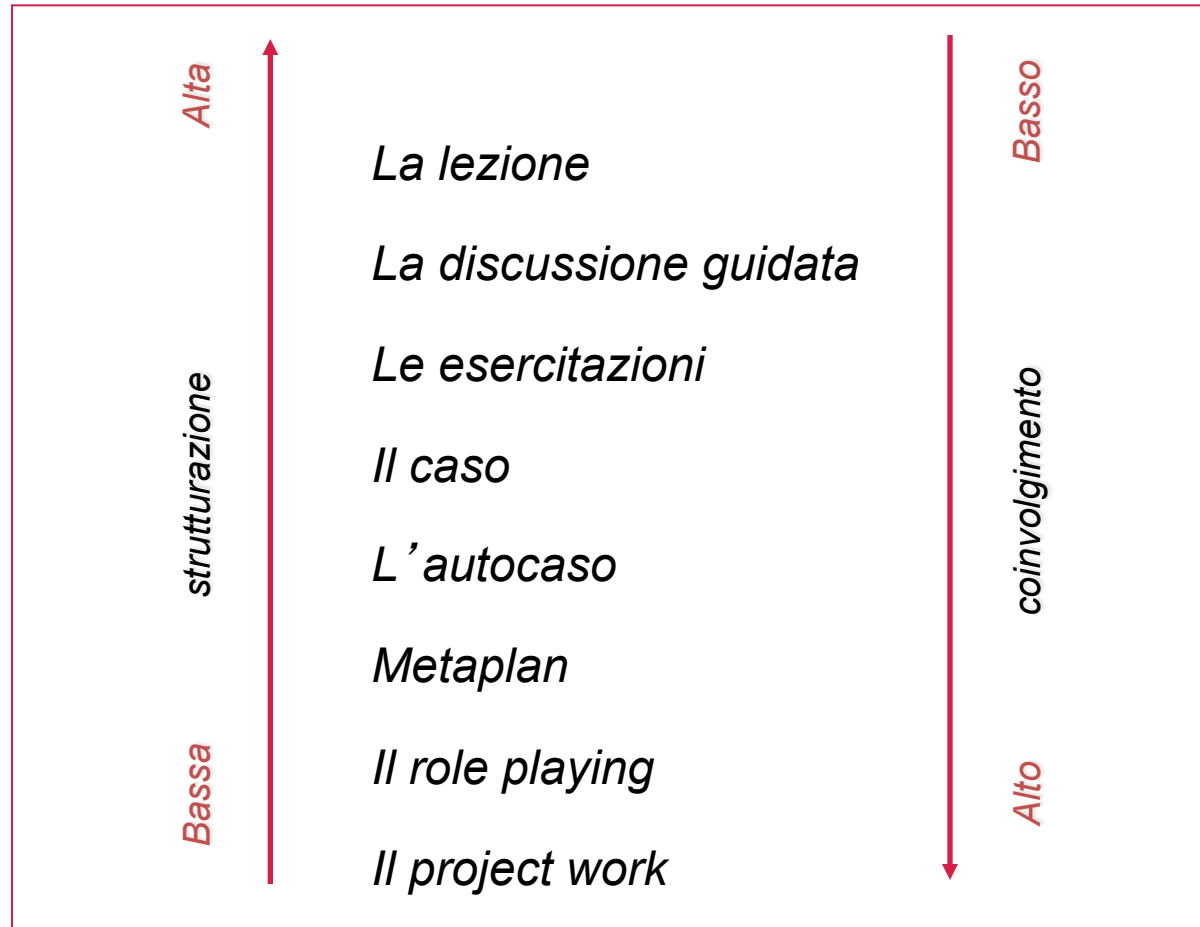 Alta
Basso
La lezione
La discussione guidata
Le esercitazioni
strutturazione
coinvolgimento
Il caso
L’autocaso
Metaplan
Bassa
Alto
Il role playing
Il project work